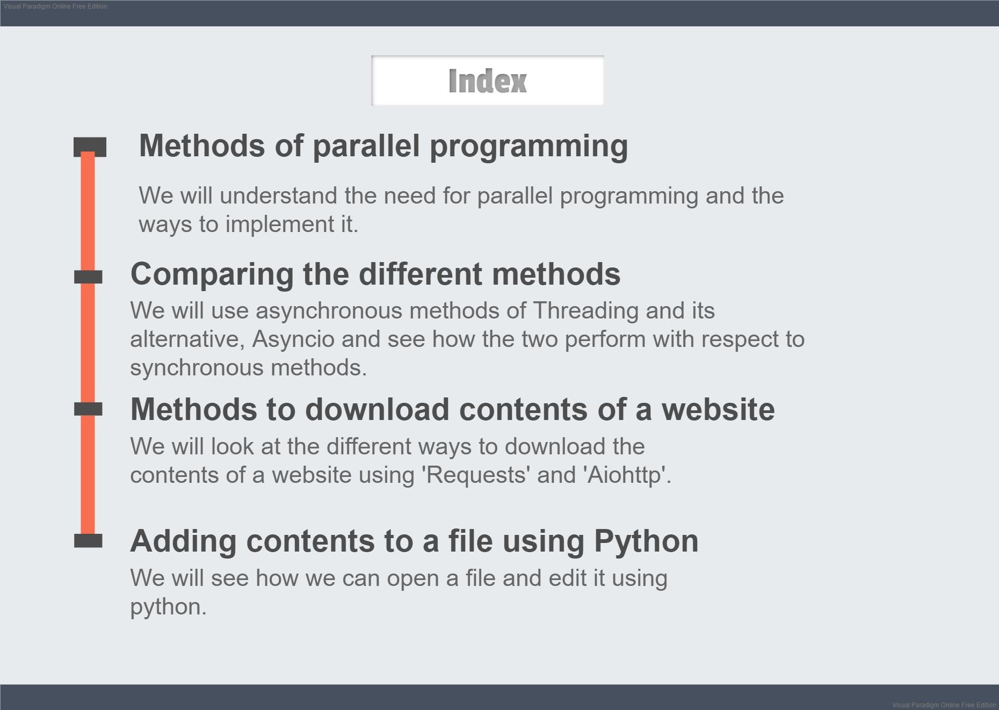 Visual Paradigm Online Free Edition
Index
Methods of parallel programming
We will understand the need for parallel programming and the
ways to implement it.
Comparing the different methods
We will use asynchronous methods of Threading and its
alternative, Asyncio and see how the two perform with respect to
synchronous methods.
Methods to download contents of a website
We will look at the different ways to download the
contents of a website using 'Requests' and 'Aiohttp'.
Adding contents to a file using Python
We will see how we can open a file and edit it using
python.
Visual Paradigm Online Free Edition